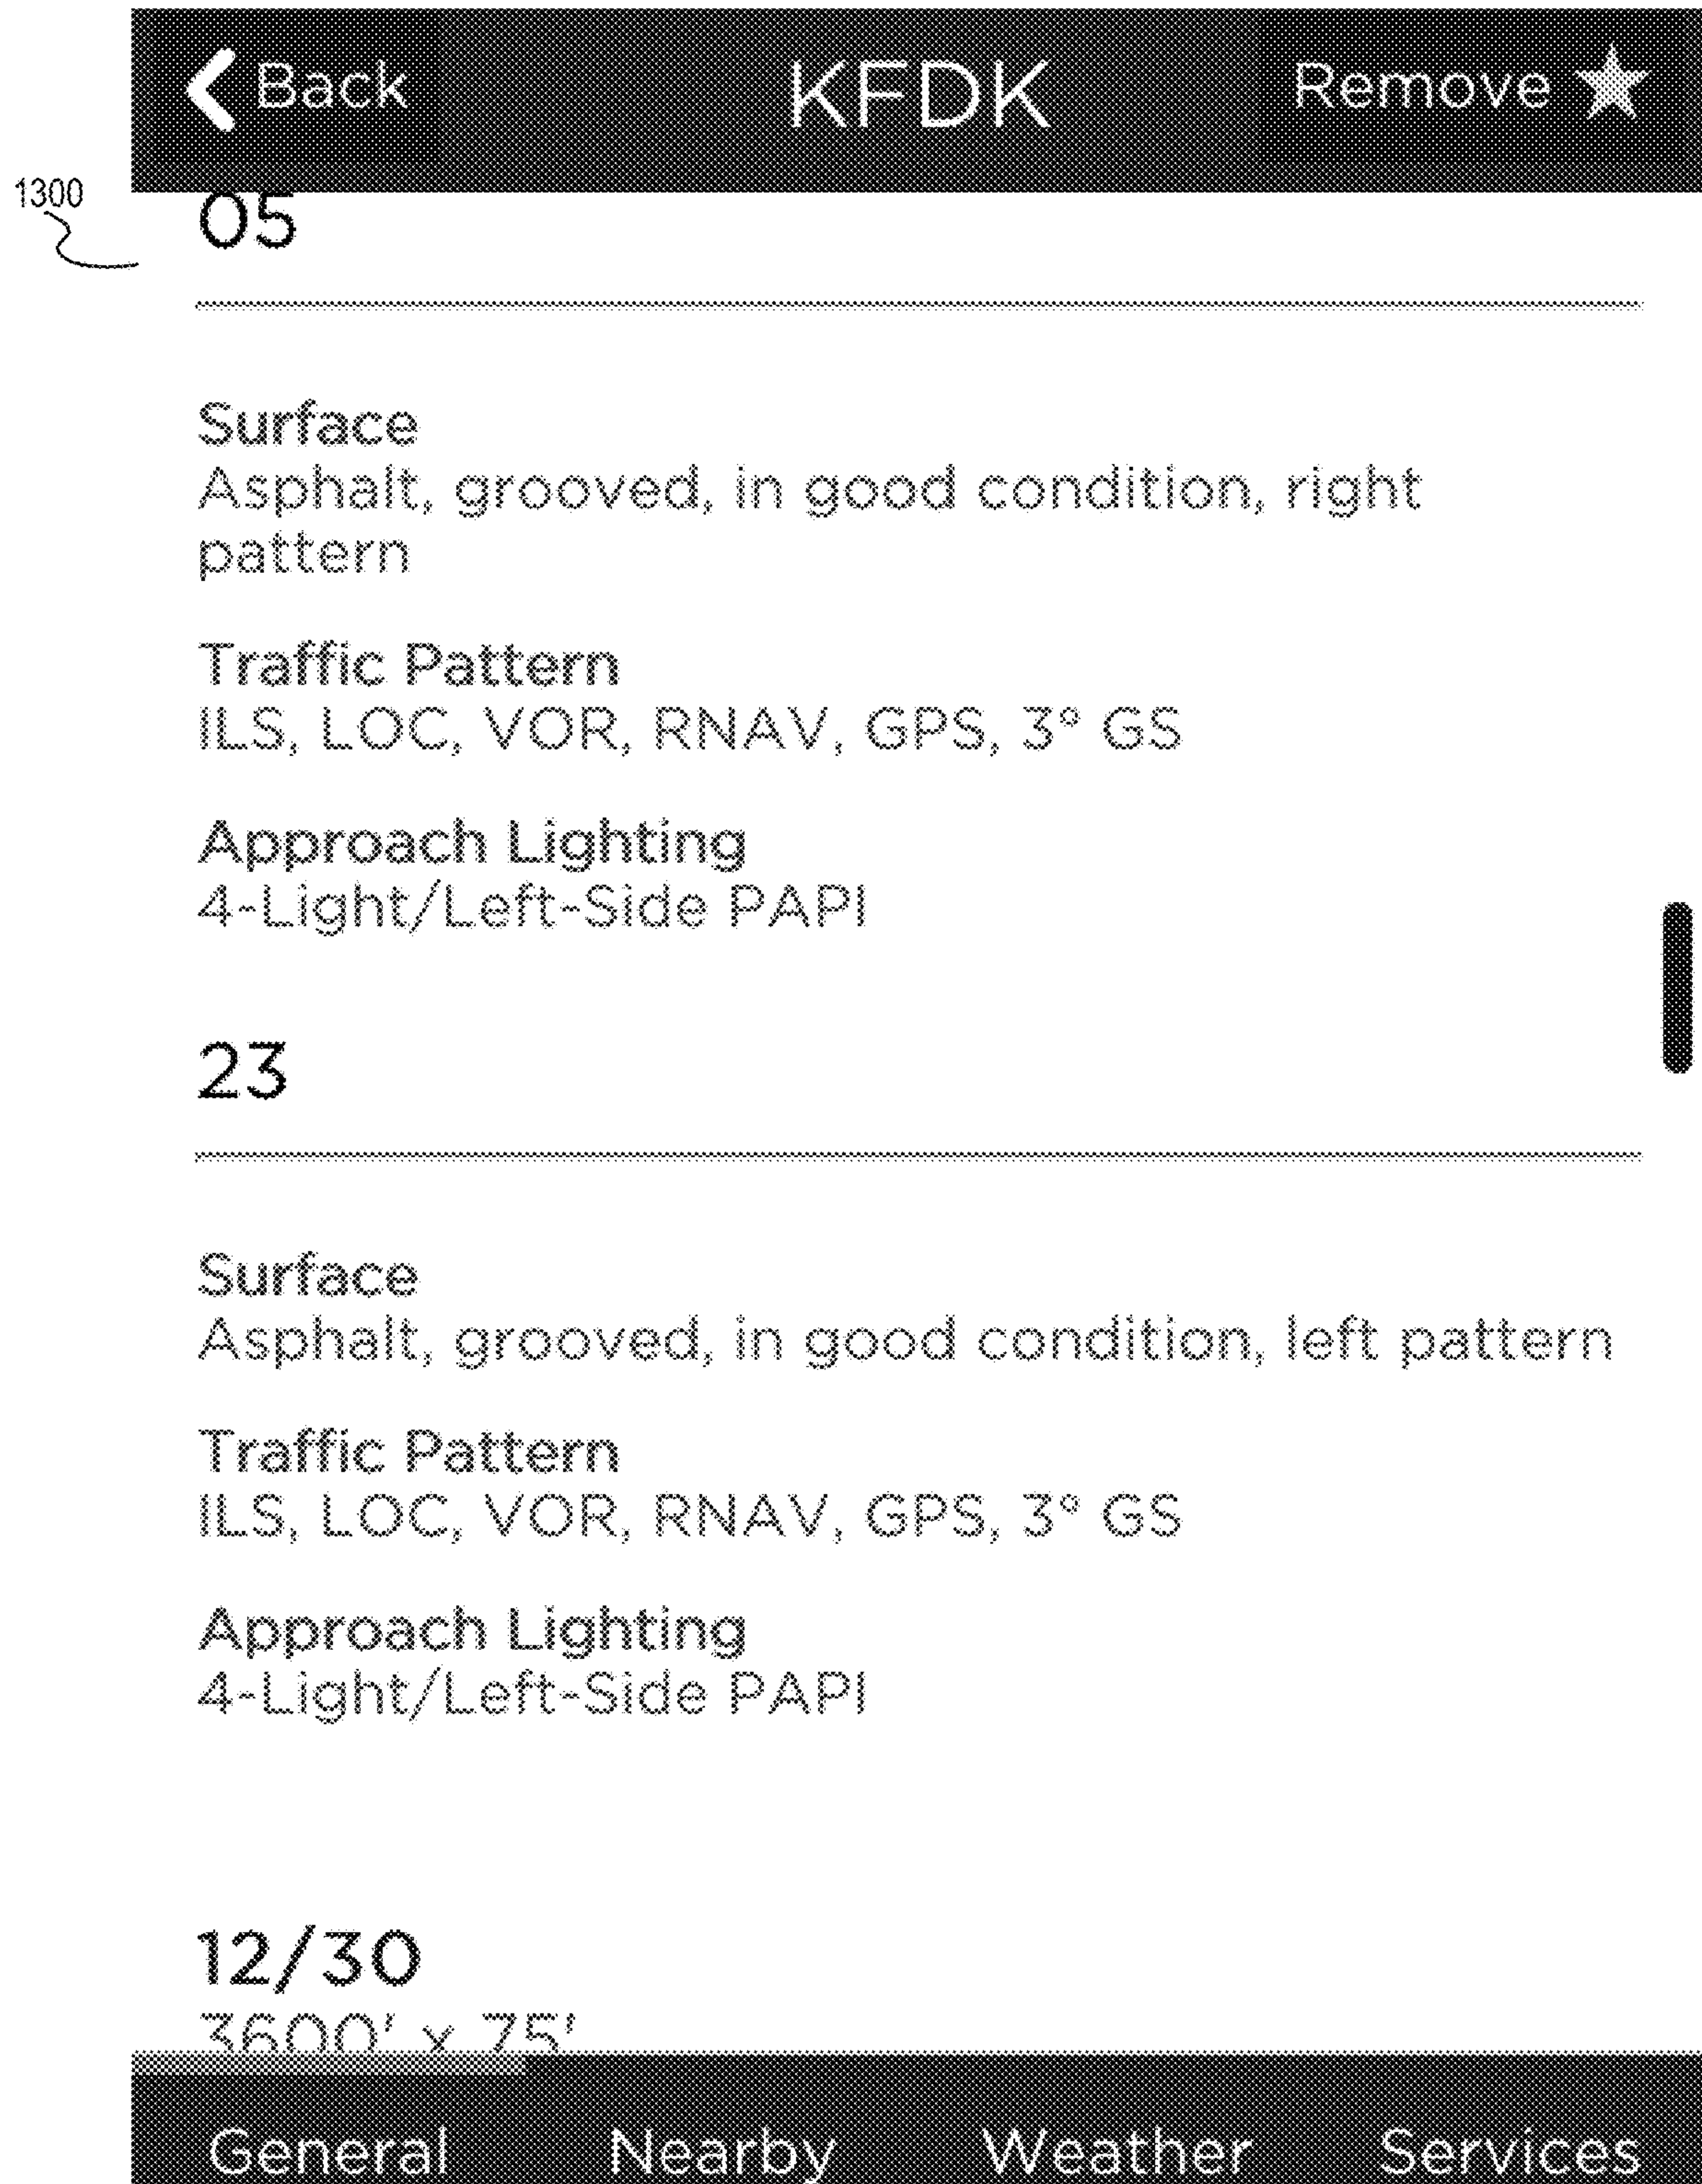 Back KFDK Remove
1300
05
Surface
Asphalt, grooved, in good condition, right
pattern
Traffic Pattern
ILS, LOC, VOR, RNAV, GPS, 3° GS
Approach Lighting
4-Light/Left-Side PAPI
23
Surface
Asphalt, grooved, in good condition, left pattern
Traffic Pattern
ILS, LOC, VOR, RNAV, GPS, 3° GS
Approach Lighting
4-Light/Left-Side PAPI
12/30
3600' x 75'
General Nearby Weather Services